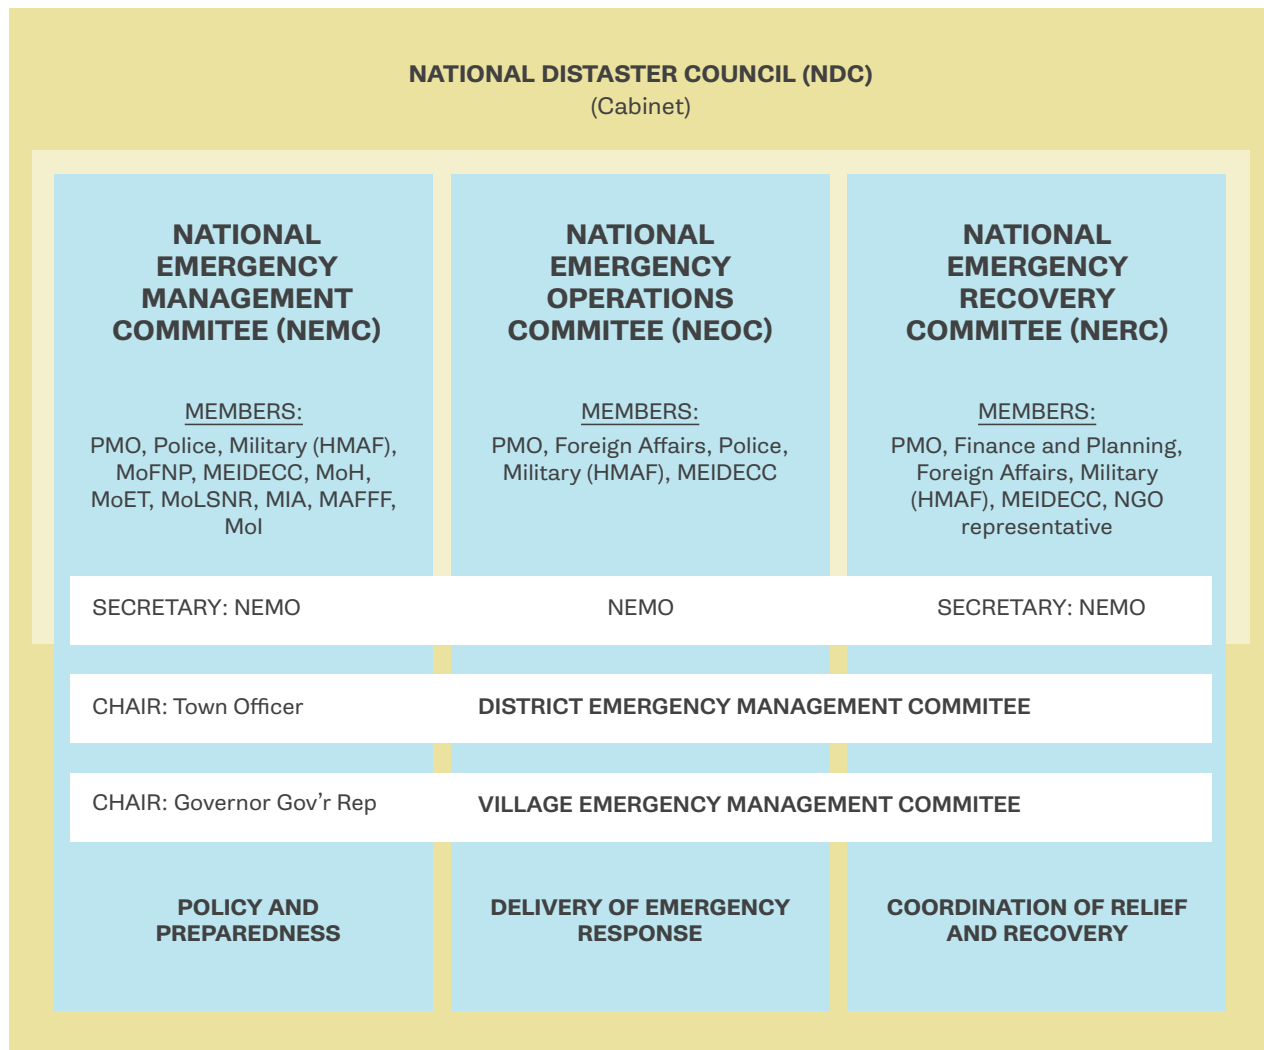 NATIONAL DISTASTER COUNCIL (NDC)
(Cabinet)
NATIONAL
EMERGENCY
MANAGEMENT
COMMITEE (NEMC)
MEMBERS:
PMO, Police, Military (HMAF),
MoFNP, MEIDECC, MoH,
MoET, MoLSNR, MIA, MAFFF,
MoI
NATIONAL
EMERGENCY
OPERATIONS
COMMITEE (NEOC)
MEMBERS:
PMO, Foreign Affairs, Police,
Military (HMAF), MEIDECC
NATIONAL
EMERGENCY
RECOVERY
COMMITEE (NERC)
MEMBERS:
PMO, Finance and Planning,
Foreign Affairs, Military
(HMAF), MEIDECC, NGO
representative
SECRETARY: NEMO
NEMO
SECRETARY: NEMO
CHAIR: Town Officer
DISTRICT EMERGENCY MANAGEMENT COMMITEE
CHAIR: Governor Gov’r Rep
VILLAGE EMERGENCY MANAGEMENT COMMITEE
POLICY AND
PREPAREDNESS
DELIVERY OF EMERGENCY
RESPONSE
COORDINATION OF RELIEF
AND RECOVERY